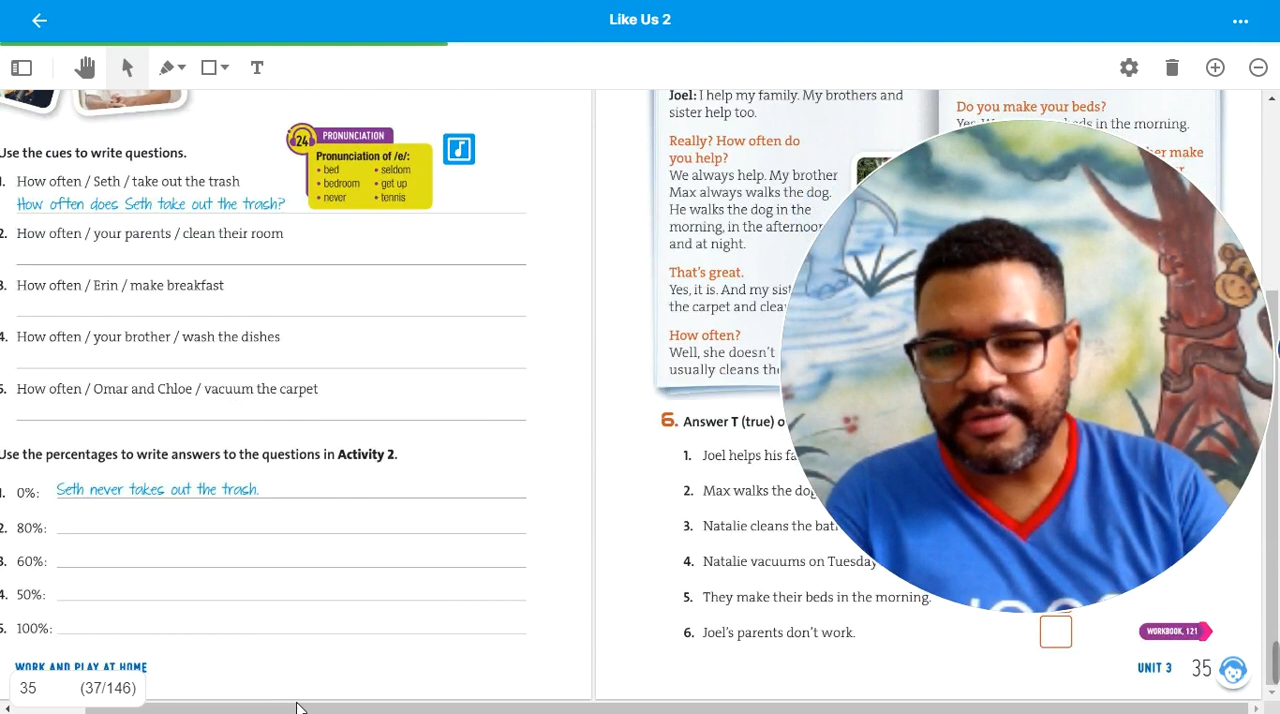 Like Us 2
T
PRONUNCIATION
24
Pronunciation of /e/:
• bed
• seldom
• bedroom
• get up
• never
• tennis
Use the cues to write questions.
How often / Seth / take out the trash
How often does Seth take out the trash?
2. How often / your parents / clean their room
How often / Erin / make breakfast
4. How often / your brother / wash the dishes
How often / Omar and Chloe / vacuum the carpet
Use the percentages to write answers to the questions in Activity 2.
0%: Seth never takes out the trash.
2. 80%:
60%:
4. 50%:
100%:
WORK AND PLAY AT HOME
35 (37/146)
Joel: I help my family. My brothers and
sister help too.
Really? How often do
you help?
We always help. My brother
Max always walks the dog.
He walks the dog in the
morning, in the afternoon
and at night.
That's great.
Yes, it is. And my
the carpet and
How often?
Well, she doesn't
usually cleans
Do you make your beds?
in the morning.
make
6. Answer T (true)
1. Joel helps his
2. Max walks the
3. Natalie cleans the
4. Natalie vacuums on Tuesday
5. They make their beds in the morning.
6. Joel's parents don't work.
WORKBOOK, 121
UNIT 3 35